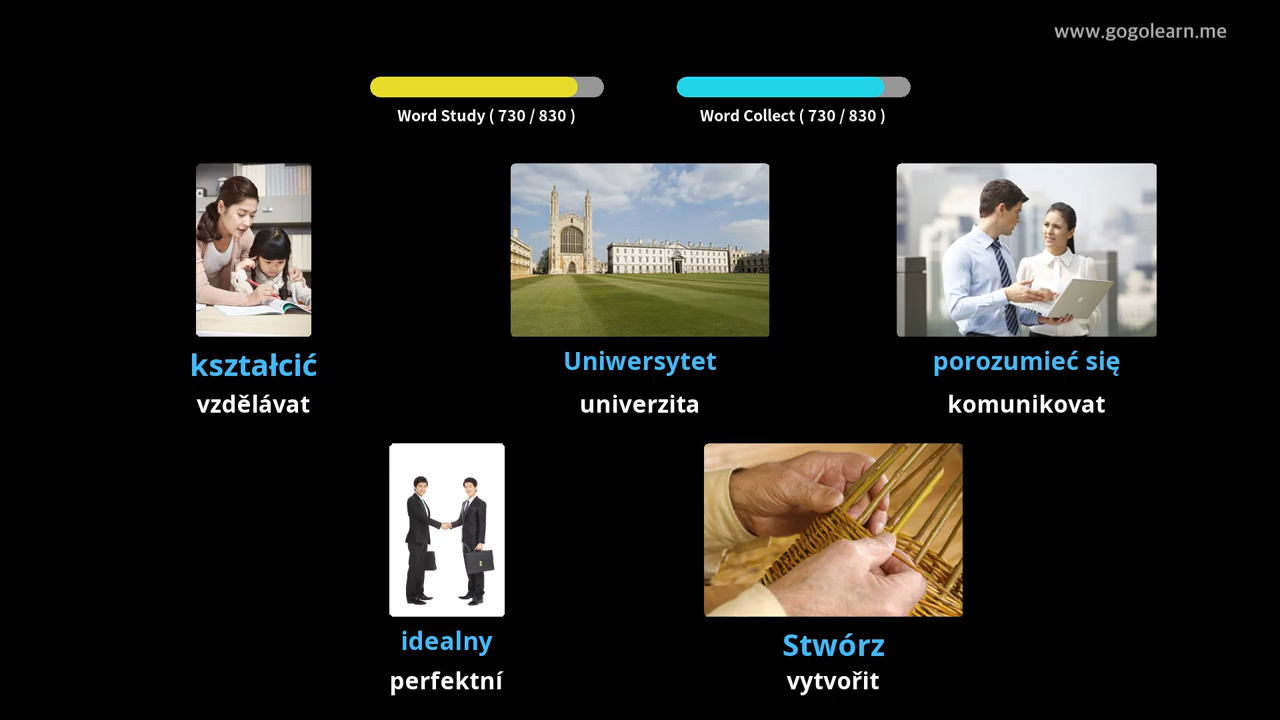 www.gogolearn.me
Word Study ( 730 / 830 )
Word Collect ( 730 / 830 )
kształcić
vzdělávat
Uniwersytet
univerzita
porozumieć się
komunikovat
idealny
perfektní
Stwórz
vytvořit